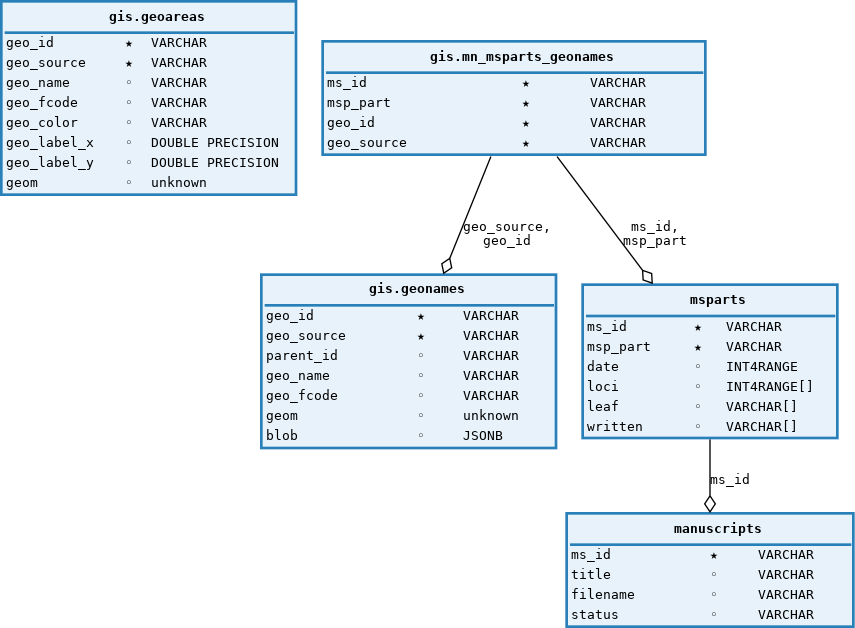 gis.geoareas
geo_id ★ VARCHAR
geo_source ★ VARCHAR
geo_name ○ VARCHAR
geo_fcode ○ VARCHAR
geo_color ○ VARCHAR
geo_label_x ○ DOUBLE PRECISION
geo_label_y ○ DOUBLE PRECISION
geom ○ unknown
gis.mn_msparts_geonames
ms_id ★ VARCHAR
msp_part ★ VARCHAR
geo_id ★ VARCHAR
geo_source ★ VARCHAR
geo_source,
geo_id
ms_id,
msp_part
gis.geonames
geo_id ★ VARCHAR
geo_source ★ VARCHAR
parent_id ○ VARCHAR
geo_name ○ VARCHAR
geo_fcode ○ VARCHAR
geom ○ unknown
blob ○ JSONB
msparts
ms_id ★ VARCHAR
msp_part ★ VARCHAR
date ○ INT4RANGE
loci ○ INT4RANGE[]
leaf ○ VARCHAR[]
written ○ VARCHAR[]
ms_id
manuscripts
ms_id ★ VARCHAR
title ○ VARCHAR
filename ○ VARCHAR
status ○ VARCHAR